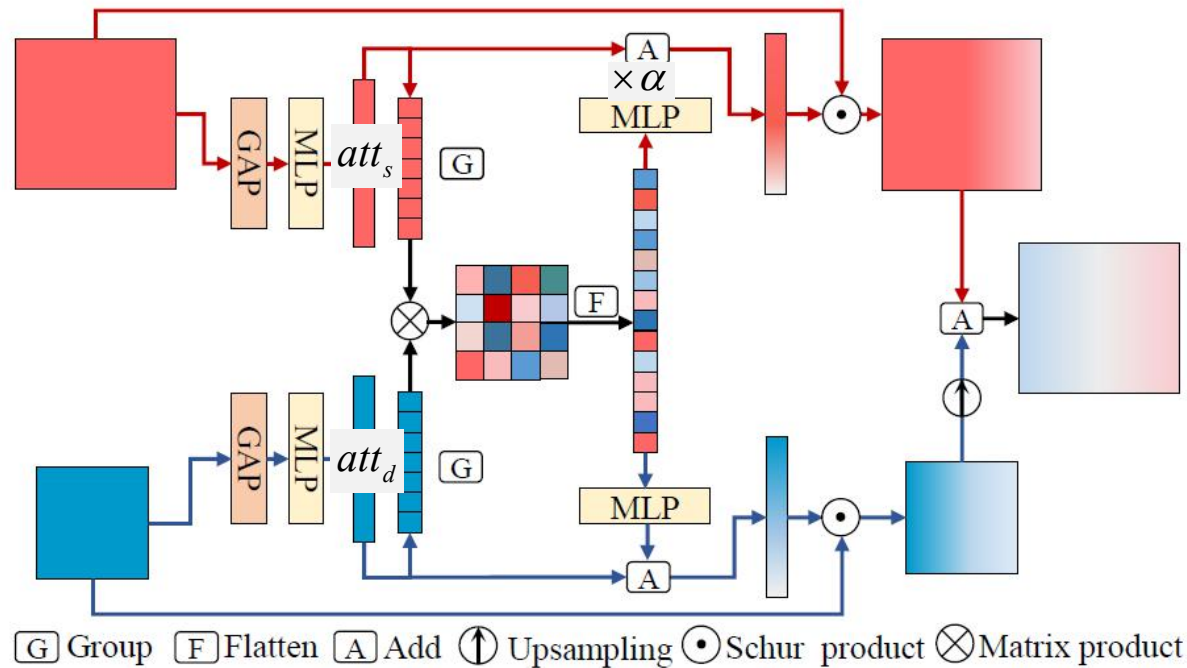 A
× α
MLP
GAP
MLP
att_s
G
F
A
GAP
MLP
att_d
G
MLP
A
G Group F Flatten A Add Upsampling Schur product Matrix product